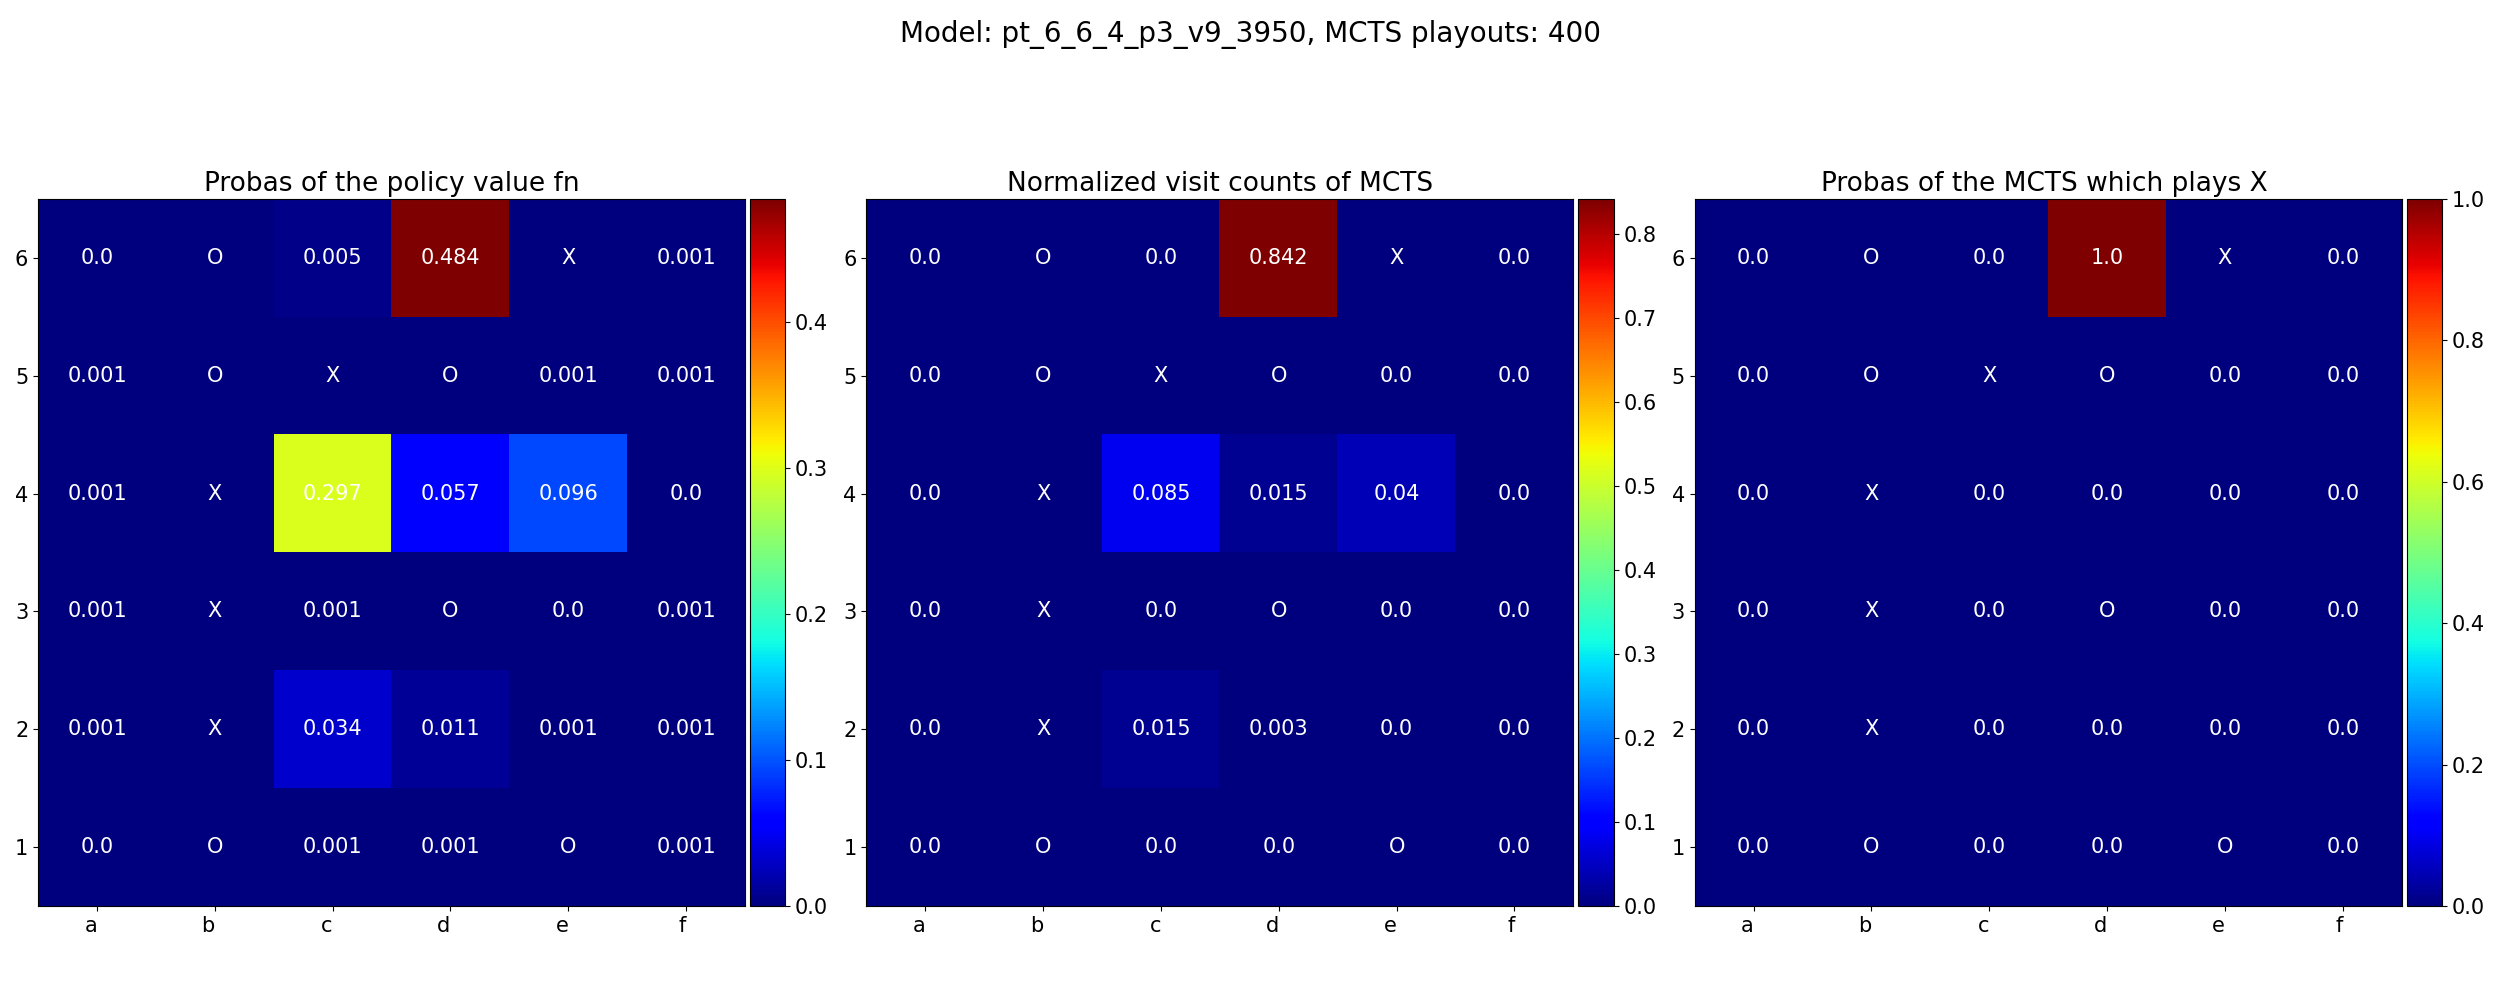 Model: pt_6_6_4_p3_v9_3950, MCTS playouts: 400
Probas of the policy value fn
6 0.0 O 0.005 0.484 X 0.001
5 0.001 O X O 0.001 0.001
4 0.001 X 0.297 0.057 0.096 0.0
3 0.001 X 0.001 O 0.0 0.001
2 0.001 X 0.034 0.011 0.001 0.001
1 0.0 O 0.001 0.001 O 0.001
a b c d e f
0.4
0.3
0.2
0.1
0.0
Normalized visit counts of MCTS
6 0.0 O 0.0 0.842 X 0.0
5 0.0 O X O 0.0 0.0
4 0.0 X 0.085 0.015 0.04 0.0
3 0.0 X 0.0 O 0.0 0.0
2 0.0 X 0.015 0.003 0.0 0.0
1 0.0 O 0.0 0.0 O 0.0
a b c d e f
0.8
0.7
0.6
0.5
0.4
0.3
0.2
0.1
0.0
Probas of the MCTS which plays X
6 0.0 O 0.0 1.0 X 0.0
5 0.0 O X O 0.0 0.0
4 0.0 X 0.0 0.0 0.0 0.0
3 0.0 X 0.0 O 0.0 0.0
2 0.0 X 0.0 0.0 0.0 0.0
1 0.0 O 0.0 0.0 O 0.0
a b c d e f
1.0
0.8
0.6
0.4
0.2
0.0